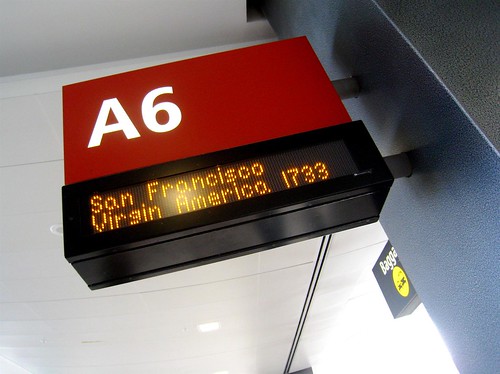 A6
San Francisco
Virgin America 1733